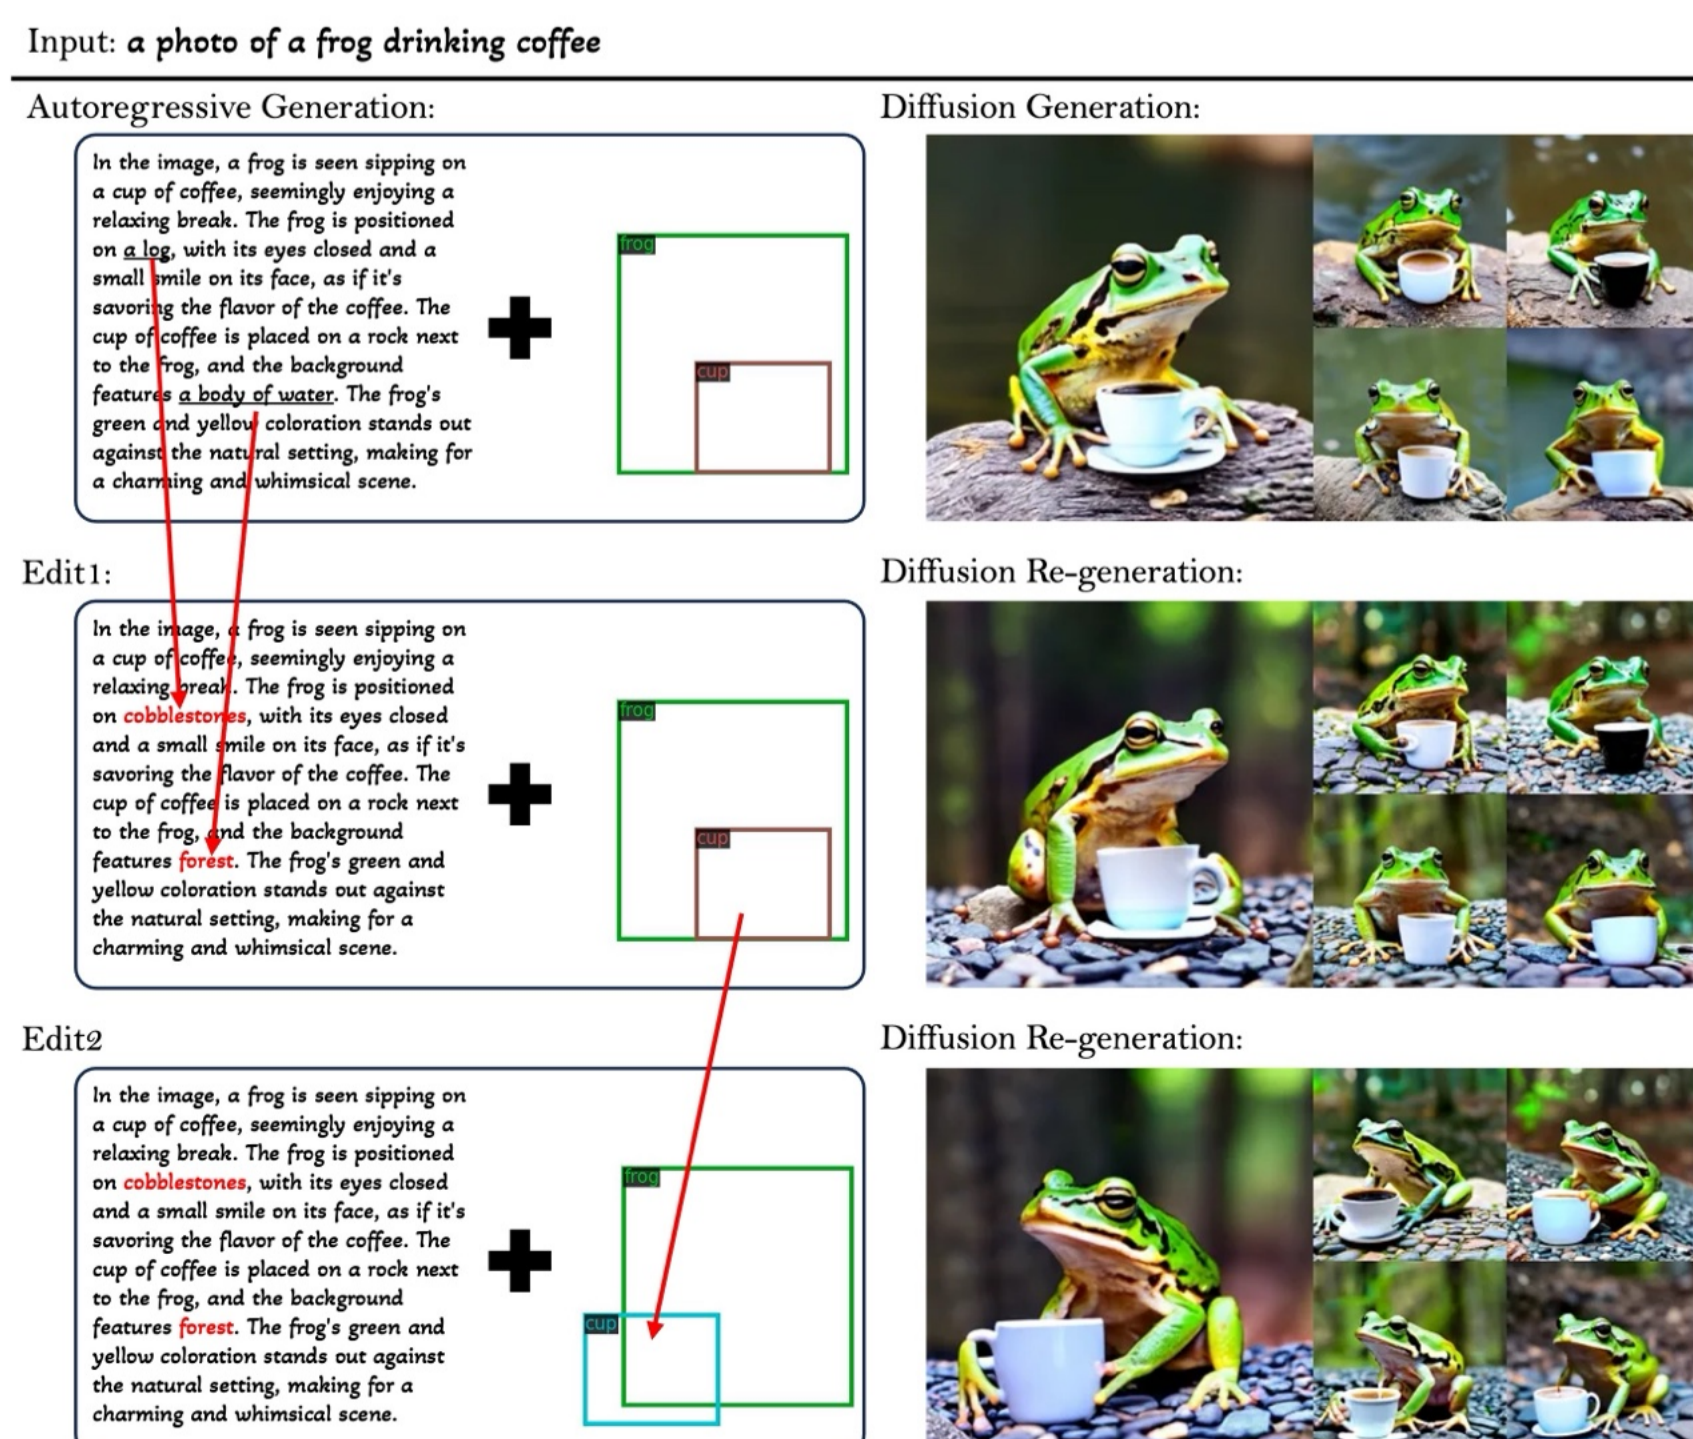 Input: a photo of a frog drinking coffee
Autoregressive Generation:
In the image, a frog is seen sipping on
a cup of coffee, seemingly enjoying a
relaxing break. The frog is positioned
on a log, with its eyes closed and a
small smile on its face, as if it's
savoring the flavor of the coffee. The
cup of coffee is placed on a rock next
to the frog, and the background
features a body of water. The frog's
green and yellow coloration stands out
against the natural setting, making for
a charming and whimsical scene.
frog
cup
Diffusion Generation:
Edit1:
In the image, a frog is seen sipping on
a cup of coffee, seemingly enjoying a
relaxing break. The frog is positioned
on cobblestones, with its eyes closed
and a small smile on its face, as if it's
savoring the flavor of the coffee. The
cup of coffee is placed on a rock next
to the frog, and the background
features forest. The frog's green and
yellow coloration stands out against
the natural setting, making for a
charming and whimsical scene.
frog
cup
Diffusion Re-generation:
Edit2
In the image, a frog is seen sipping on
a cup of coffee, seemingly enjoying a
relaxing break. The frog is positioned
on cobblestones, with its eyes closed
and a small smile on its face, as if it's
savoring the flavor of the coffee. The
cup of coffee is placed on a rock next
to the frog, and the background
features forest. The frog's green and
yellow coloration stands out against
the natural setting, making for a
charming and whimsical scene.
frog
cup
Diffusion Re-generation: